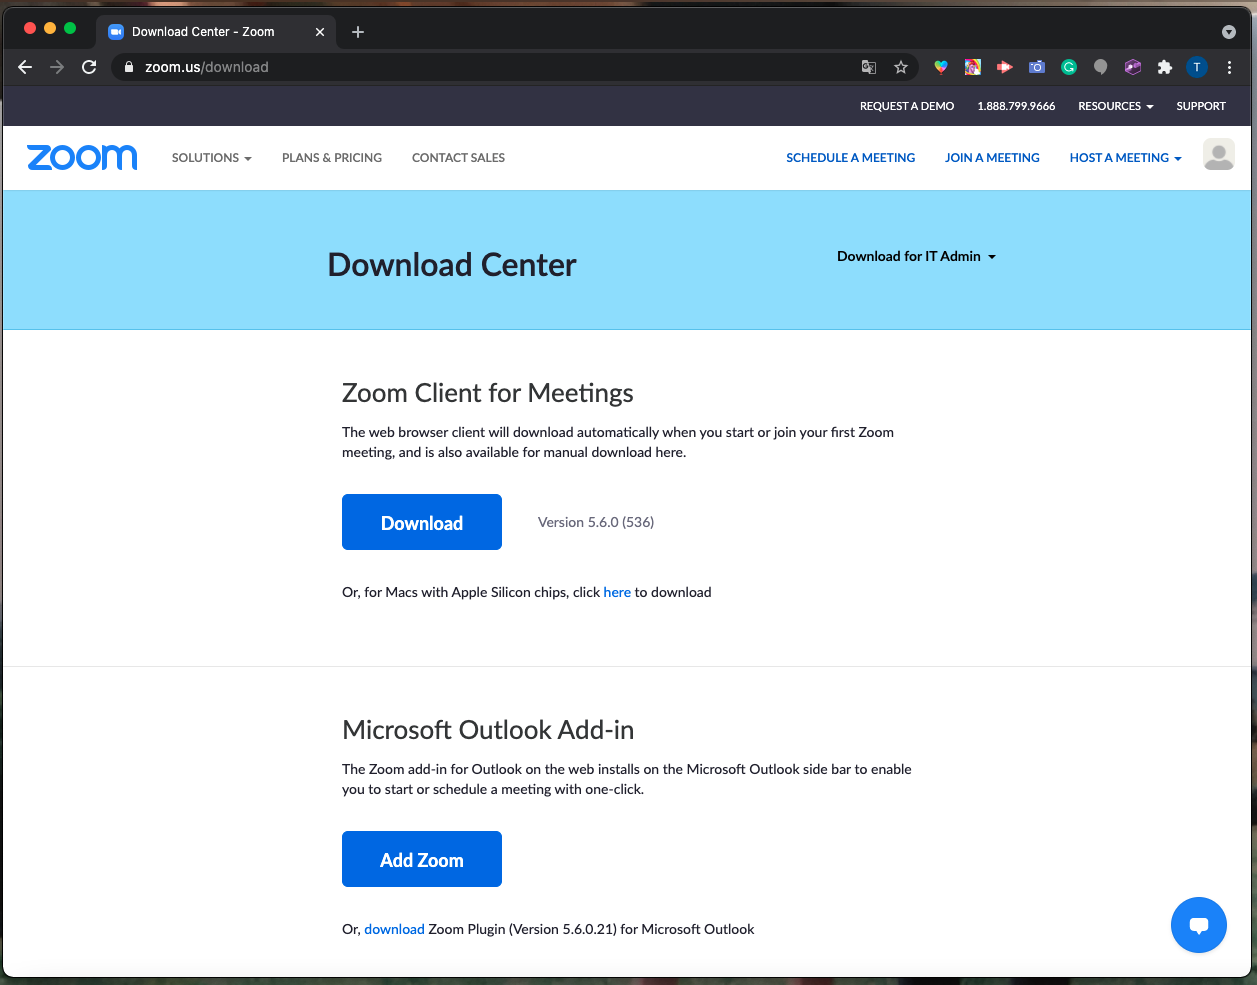 Download Center - Zoom
zoom.us/download
T
REQUEST A DEMO 1.888.799.9666 RESOURCES SUPPORT
zoom SOLUTIONS PLANS & PRICING CONTACT SALES SCHEDULE A MEETING JOIN A MEETING HOST A MEETING
Download Center
Download for IT Admin
Zoom Client for Meetings
The web browser client will download automatically when you start or join your first Zoom
meeting, and is also available for manual download here.
Download Version 5.6.0 (536)
Or, for Macs with Apple Silicon chips, click here to download
Microsoft Outlook Add-in
The Zoom add-in for Outlook on the web installs on the Microsoft Outlook side bar to enable
you to start or schedule a meeting with one-click.
Add Zoom
Or, download Zoom Plugin (Version 5.6.0.21) for Microsoft Outlook